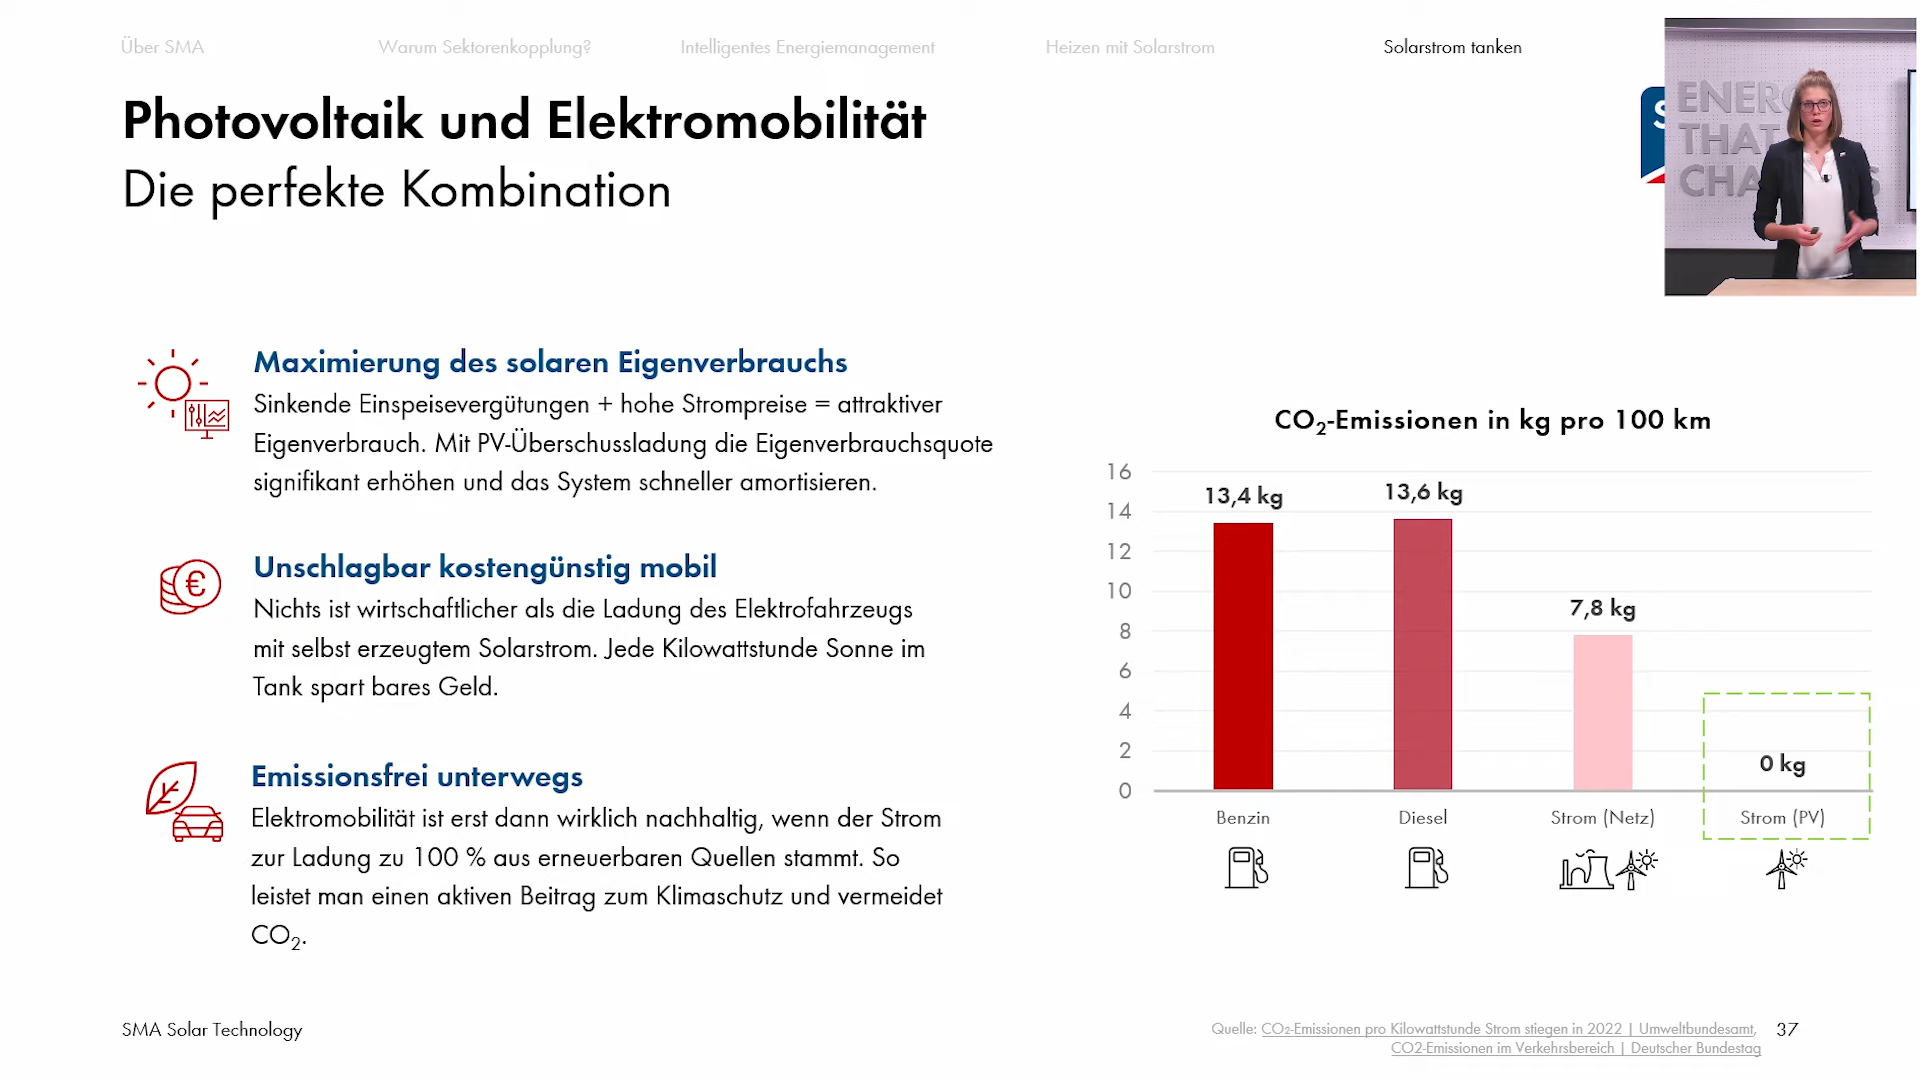 Über SMA
Warum Sektorenkopplung?
Intelligentes Energiemanagement
Heizen mit Solarstrom
Solarstrom tanken
Photovoltaik und Elektromobilität
Die perfekte Kombination
S
ENERG
THAT
CHA S
Maximierung des solaren Eigenverbrauchs
Sinkende Einspeisevergütungen + hohe Strompreise = attraktiver
Eigenverbrauch. Mit PV-Überschussladung die Eigenverbrauchsquote
signifikant erhöhen und das System schneller amortisieren.
€
Unschlagbar kostengünstig mobil
Nichts ist wirtschaftlicher als die Ladung des Elektrofahrzeugs
mit selbst erzeugtem Solarstrom. Jede Kilowattstunde Sonne im
Tank spart bares Geld.
Emissionsfrei unterwegs
Elektromobilität ist erst dann wirklich nachhaltig, wenn der Strom
zur Ladung zu 100 % aus erneuerbaren Quellen stammt. So
leistet man einen aktiven Beitrag zum Klimaschutz und vermeidet
CO₂.
CO₂-Emissionen in kg pro 100 km
16
14
12
10
8
6
4
2
0
13,4 kg
13,6 kg
7,8 kg
0 kg
Benzin
Diesel
Strom (Netz)
Strom (PV)
SMA Solar Technology
Quelle: CO₂-Emissionen pro Kilowattstunde Strom stiegen in 2022 | Umweltbundesamt,
CO2-Emissionen im Verkehrsbereich | Deutscher Bundestag
37